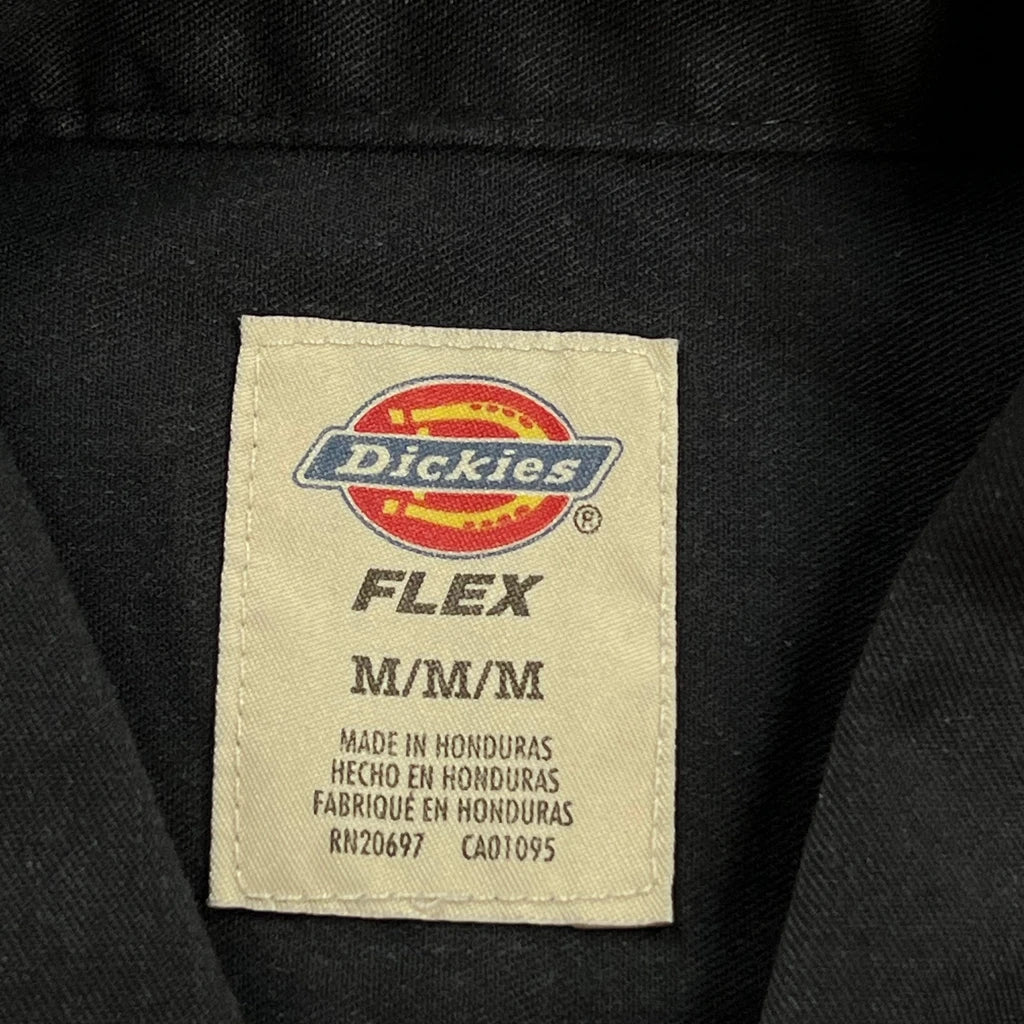 Dickies
®
FLEX
M/M/M
MADE IN HONDURAS
HECHO EN HONDURAS
FABRIQUÉ EN HONDURAS
RN20697 CA01095